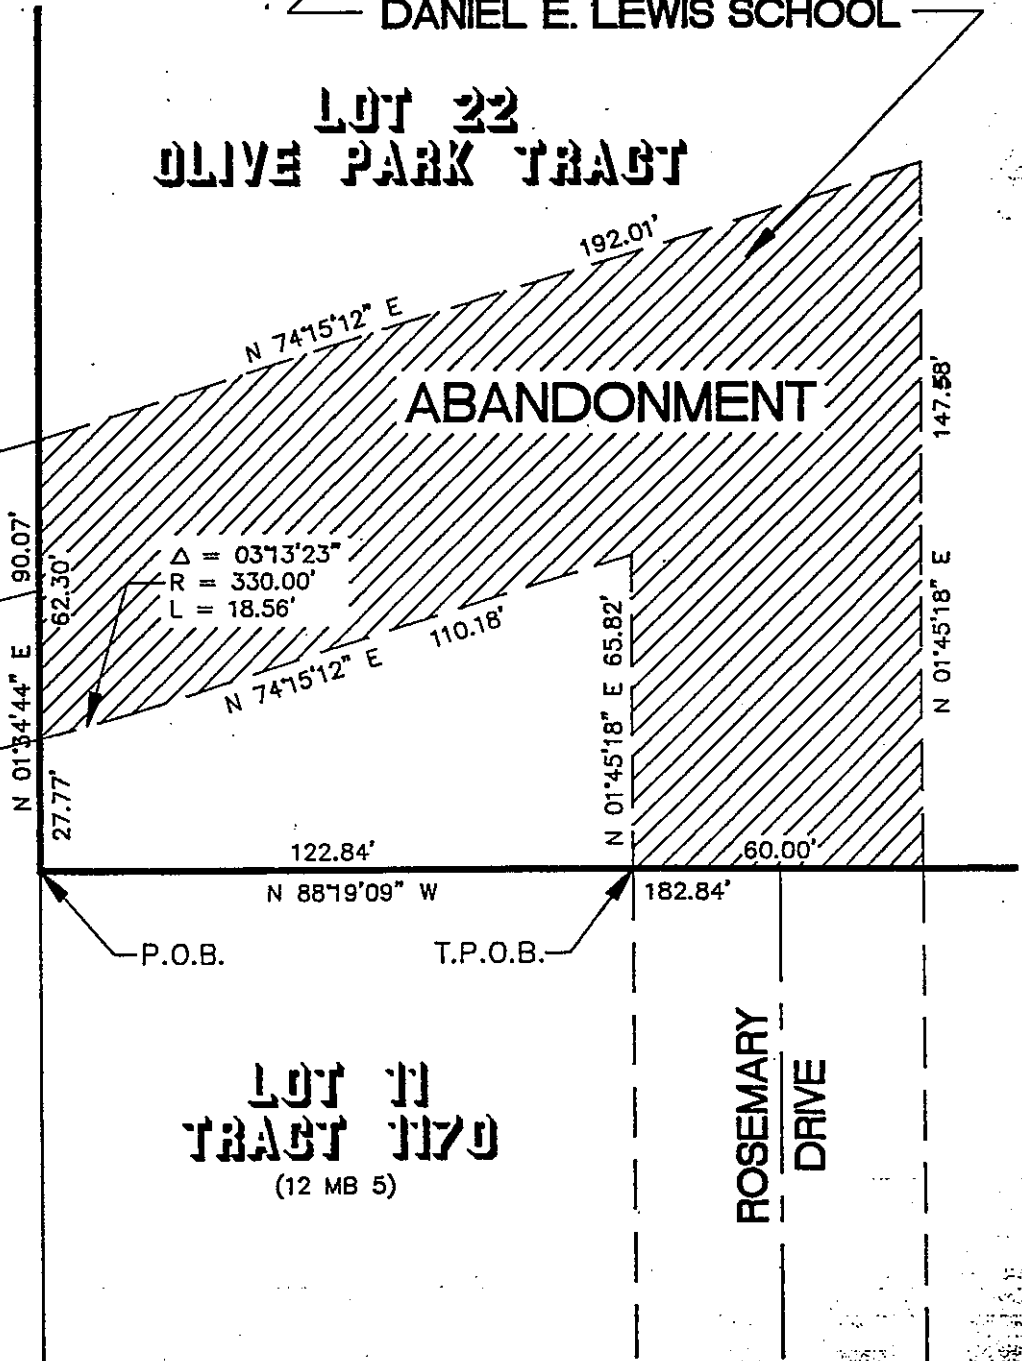 DANIEL E. LEWIS SCHOOL
LOT 22
OLIVE PARK TRACT
192.01'
N 74°15'12" E
ABANDONMENT
147.58'
N 01°45'18" E
N 01°34'44" E 90.07'
62.30'
Δ = 03°13'23"
R = 330.00'
L = 18.56'
110.18'
N 74°15'12" E
N 01°45'18" E 65.82'
27.77'
122.84'
60.00'
N 88°19'09" W
182.84'
P.O.B.
T.P.O.B.
LOT 11
TRACT 1170
(12 MB 5)
ROSEMARY
DRIVE